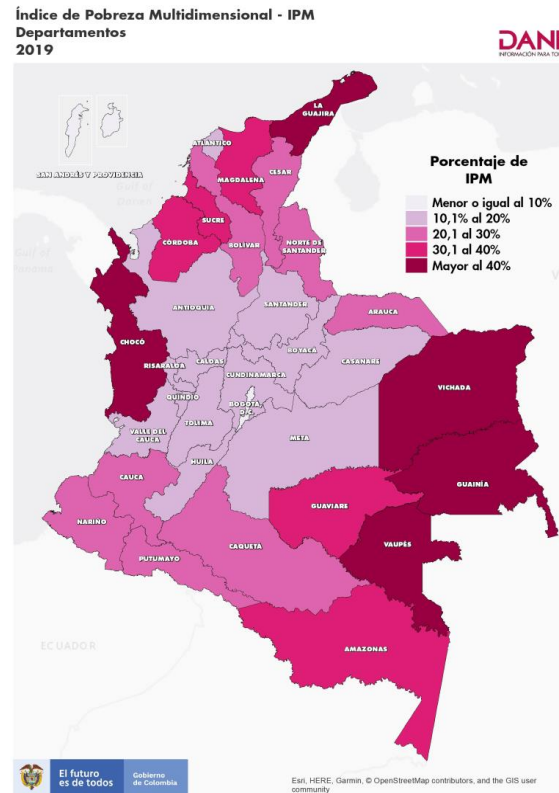 Índice de Pobreza Multidimensional - IPM
Departamentos
2019
DANE
INFORMACIÓN PARA TO
LA
GUAJIRA
ATLÁNTICO
SAN ANDRÉS Y PROVIDENCIA
MAGDALENA
CESAR
Porcentaje de
IPM
Menor o igual al 10%
10,1% al 20%
20,1 al 30%
30,1 al 40%
Mayor al 40%
SUCRE
CÓRDOBA
BOLÍVAR
NORTE DE
SANTANDER
ANTIOQUIA
SANTANDER
ARAUCA
CHOCÓ
BOYACÁ
RISARALDA
CALDAS
CASANARE
CUNDINAMARCA
VICHADA
QUINDÍO
BOGOTÁ,
D.C.
TOLIMA
VALLE DEL
CAUCA
META
HUILA
CAUCA
GUAINÍA
GUAVIARE
NARIÑO
VAUPÉS
CAQUETÁ
PUTUMAYO
ECUADOR
AMAZONAS
El futuro
es de todos
Gobierno
de Colombia
Esri, HERE, Garmin, © OpenStreetMap contributors, and the GIS user
community